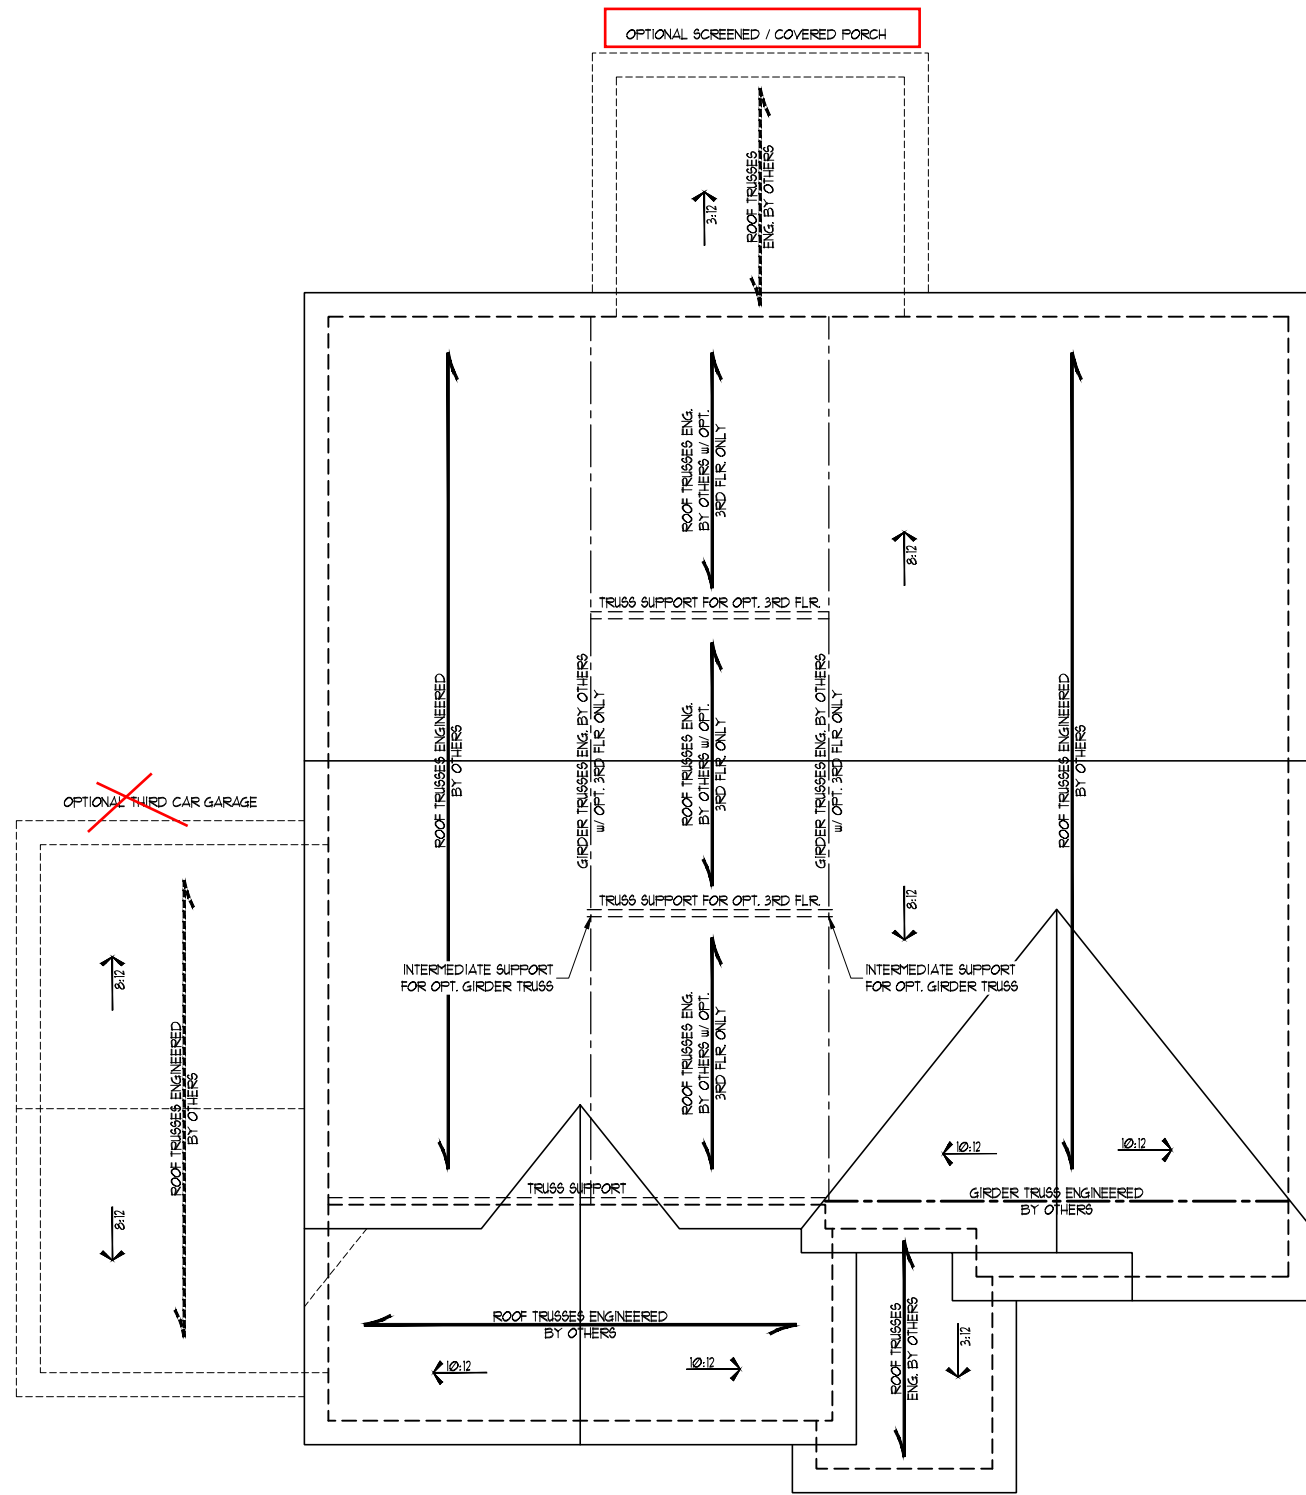 OPTIONAL SCREENED / COVERED PORCH
3:12
ROOF TRUSSES
ENG. BY OTHERS
ROOF TRUSSES ENG.
BY OTHERS w/ OPT.
3RD FLR. ONLY
8:12
TRUSS SUPPORT FOR OPT. 3RD FLR.
ROOF TRUSSES ENGINEERED
BY OTHERS
GIRDER TRUSSES ENG. BY OTHERS
w/ OPT. 3RD FLR. ONLY
ROOF TRUSSES ENG.
BY OTHERS w/ OPT.
3RD FLR. ONLY
GIRDER TRUSSES ENG. BY OTHERS
w/ OPT. 3RD FLR. ONLY
ROOF TRUSSES ENGINEERED
BY OTHERS
OPTIONAL THIRD CAR GARAGE
TRUSS SUPPORT FOR OPT. 3RD FLR.
8:12
INTERMEDIATE SUPPORT
FOR OPT. GIRDER TRUSS
INTERMEDIATE SUPPORT
FOR OPT. GIRDER TRUSS
8:12
ROOF TRUSSES ENGINEERED
BY OTHERS
ROOF TRUSSES ENG.
BY OTHERS w/ OPT.
3RD FLR. ONLY
10:12
10:12
TRUSS SUPPORT
GIRDER TRUSS ENGINEERED
BY OTHERS
8:12
ROOF TRUSSES ENGINEERED
BY OTHERS
ROOF TRUSSES
ENG. BY OTHERS
3:12
10:12
10:12